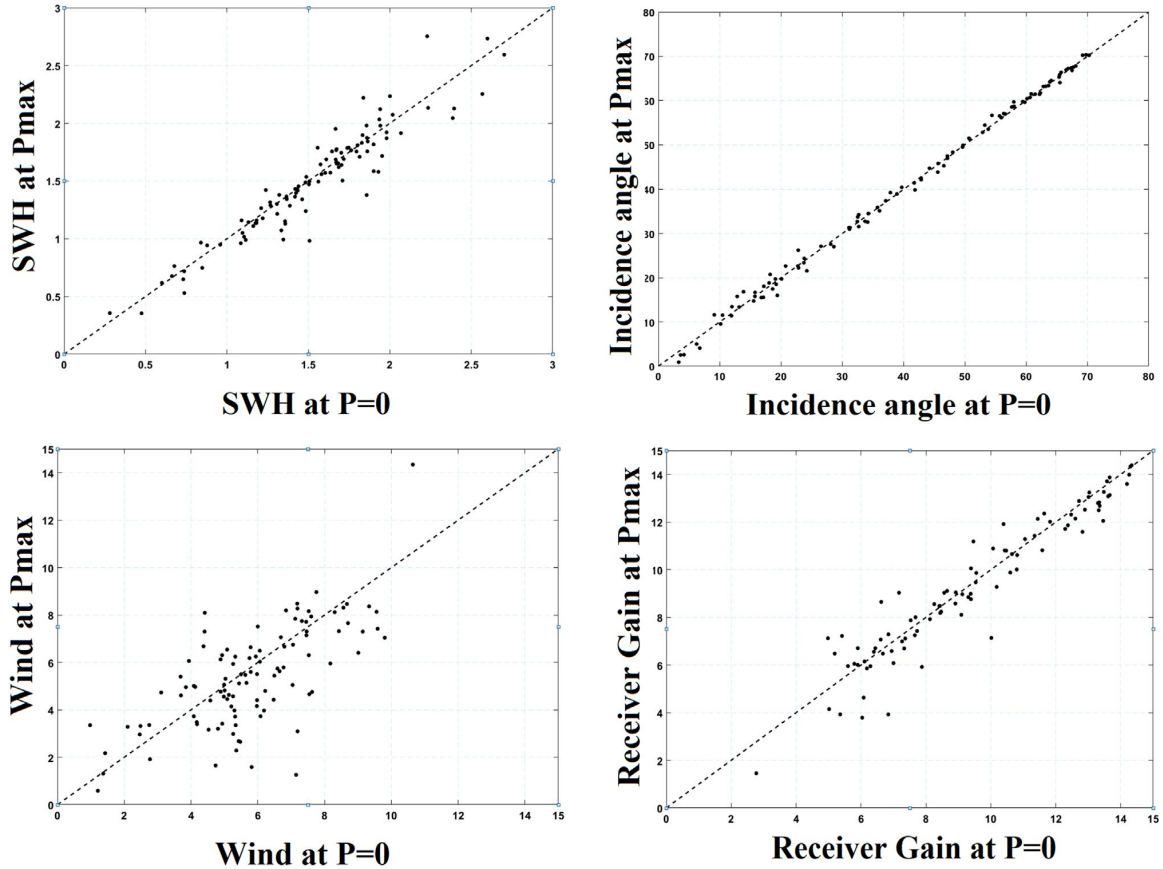 3
2.5
2
1.5
1
0.5
0
0 0.5 1 1.5 2 2.5 3
SWH at Pmax
SWH at P=0
80
70
60
50
40
30
20
10
0
0 10 20 30 40 50 60 70 80
Incidence angle at Pmax
Incidence angle at P=0
15
14
12
10
8
6
4
2
0
0 2 4 6 8 10 12 14 15
Wind at Pmax
Wind at P=0
15
14
12
10
8
6
4
2
0
0 2 4 6 8 10 12 14 15
Receiver Gain at Pmax
Receiver Gain at P=0